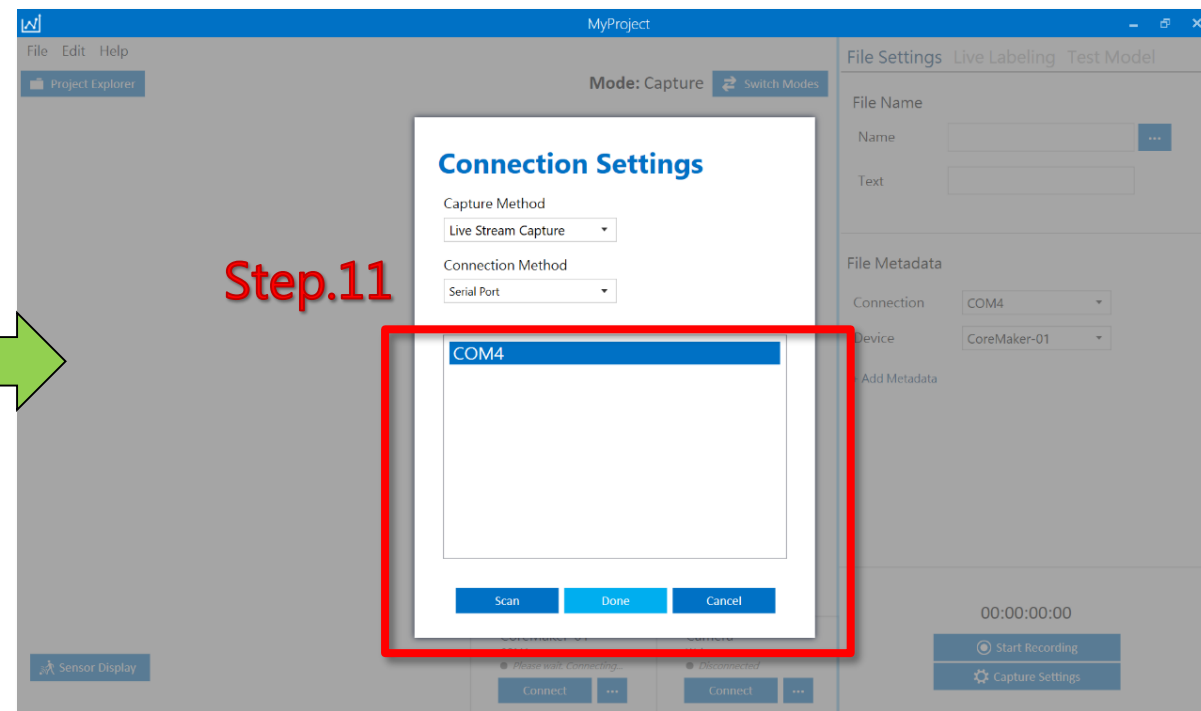 MyProject
File Edit Help
Project Explorer
Mode: Capture
Switch Modes
File Settings Live Labeling Test Model
File Name
Name
...
Text
File Metadata
Connection COM4
Device CoreMaker-01
Add Metadata
Step.11
Connection Settings
Capture Method
Live Stream Capture
Connection Method
Serial Port
COM4
Scan Done Cancel
CoreMaker-01 Camera
Please wait. Connecting... Disconnected
Connect ... Connect ...
Sensor Display
00:00:00:00
Start Recording
Capture Settings